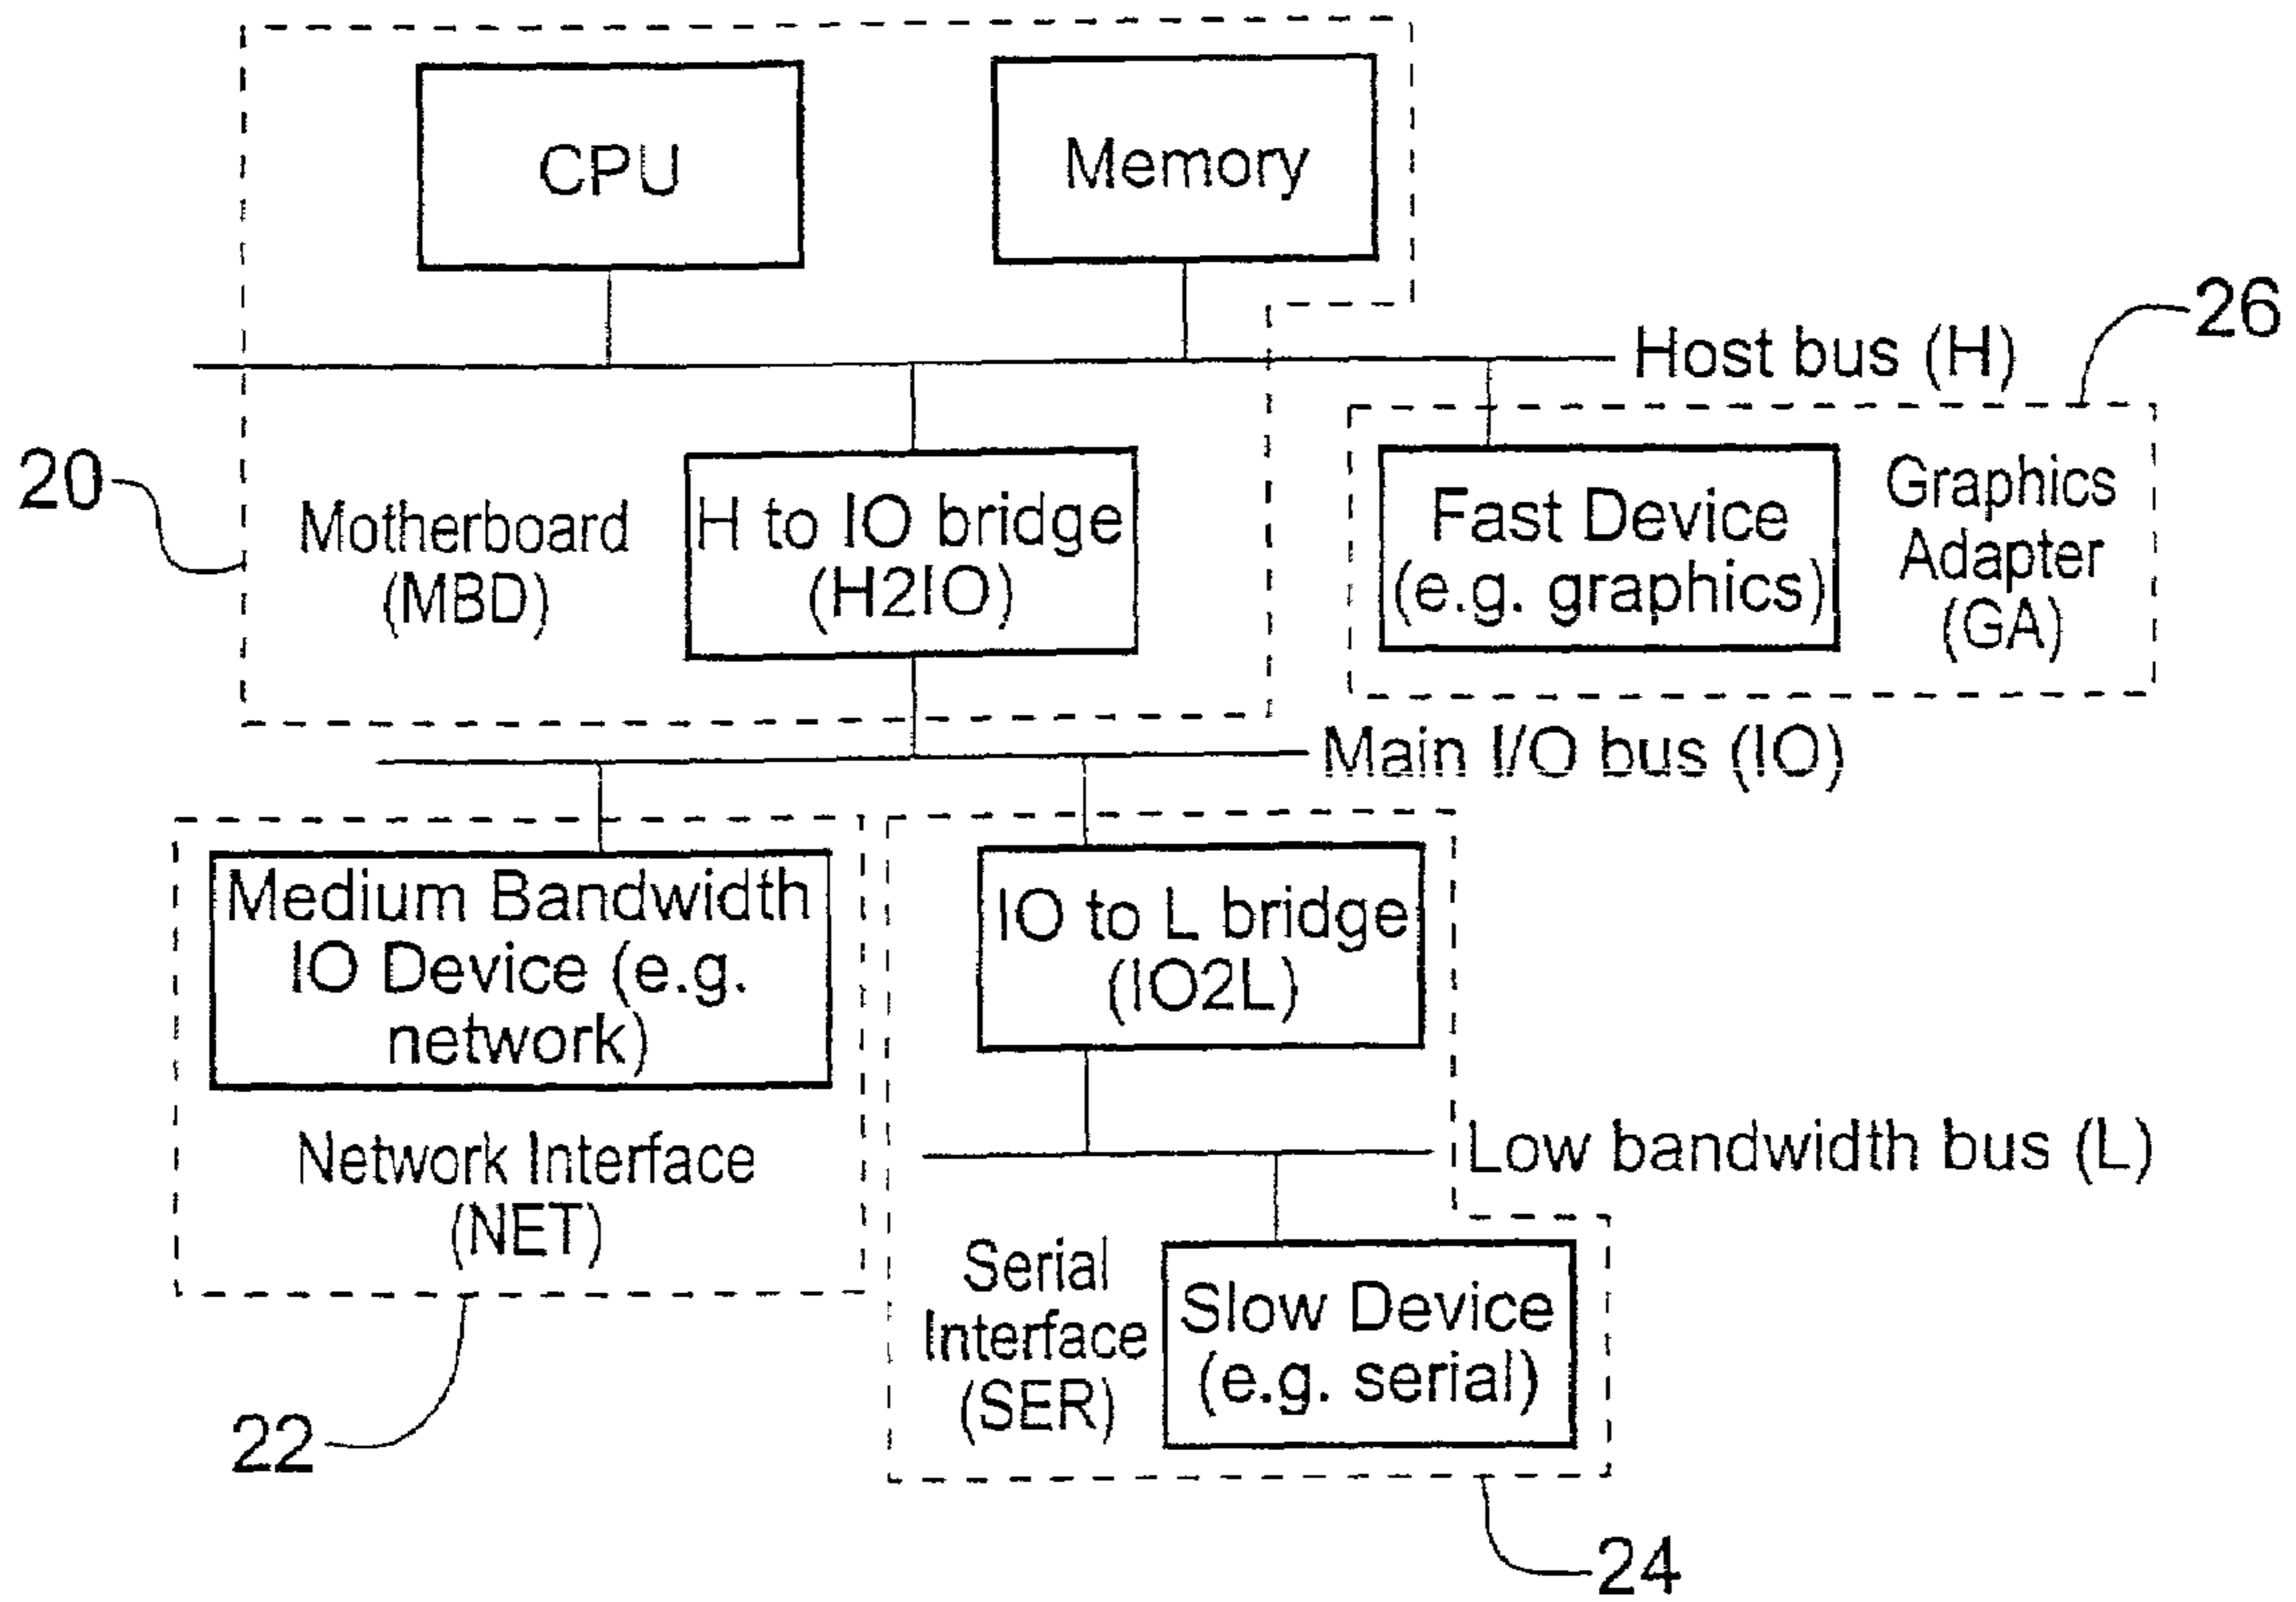 CPU
Memory
26
Host bus (H)
20
Motherboard
(MBD)
H to IO bridge
(H2IO)
Fast Device
(e.g. graphics)
Graphics
Adapter
(GA)
Main I/O bus (IO)
Medium Bandwidth
IO Device (e.g.
network)
Network Interface
(NET)
IO to L bridge
(IO2L)
Low bandwidth bus (L)
Serial
Interface
(SER)
Slow Device
(e.g. serial)
22
24